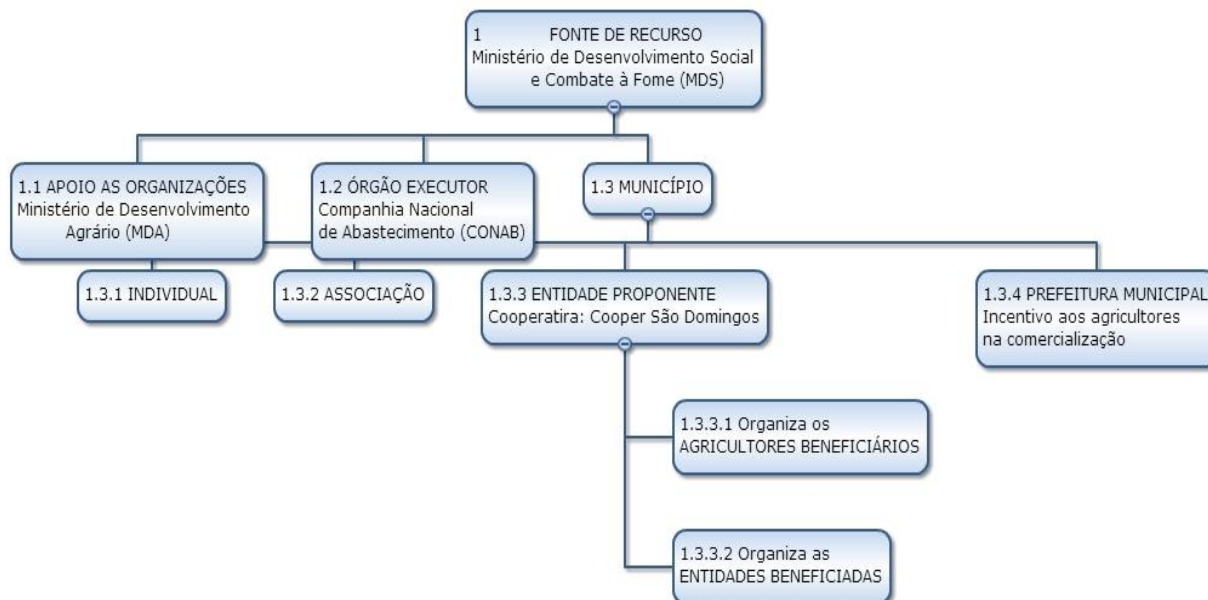 1 FONTE DE RECURSO
Ministério de Desenvolvimento Social
e Combate à Fome (MDS)
1.1 APOIO AS ORGANIZAÇÕES
Ministério de Desenvolvimento
Agrário (MDA)
1.2 ÓRGÃO EXECUTOR
Companhia Nacional
de Abastecimento (CONAB)
1.3 MUNICÍPIO
1.3.1 INDIVIDUAL
1.3.2 ASSOCIAÇÃO
1.3.3 ENTIDADE PROPONENTE
Cooperatira: Cooper São Domingos
1.3.4 PREFEITURA MUNICIPAL
Incentivo aos agricultores
na comercialização
1.3.3.1 Organiza os
AGRICULTORES BENEFICIÁRIOS
1.3.3.2 Organiza as
ENTIDADES BENEFICIADAS